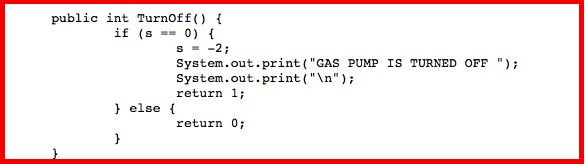 public int TurnOff() {
if (s == 0) {
s = -2;
System.out.print("GAS PUMP IS TURNED OFF ");
System.out.print("\n");
return 1;
} else {
return 0;
}
}